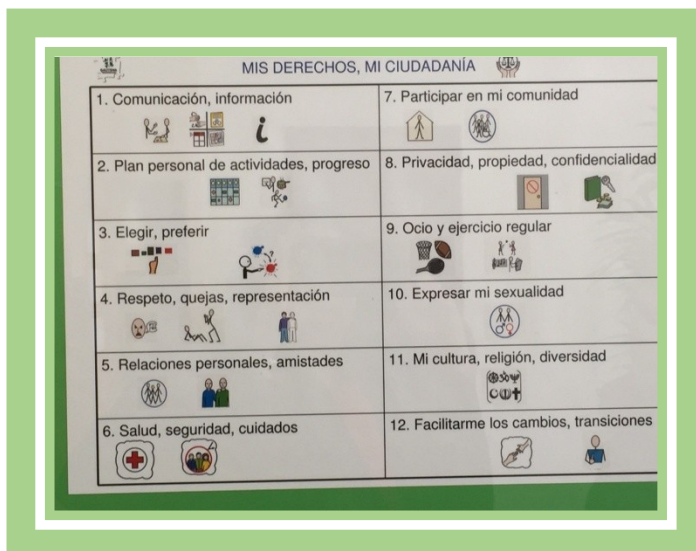 MIS DERECHOS, MI CIUDADANÍA
1. Comunicación, información
2. Plan personal de actividades, progreso
3. Elegir, preferir
4. Respeto, quejas, representación
5. Relaciones personales, amistades
6. Salud, seguridad, cuidados
7. Participar en mi comunidad
8. Privacidad, propiedad, confidencialidad
9. Ocio y ejercicio regular
10. Expresar mi sexualidad
11. Mi cultura, religión, diversidad
12. Facilitarme los cambios, transiciones